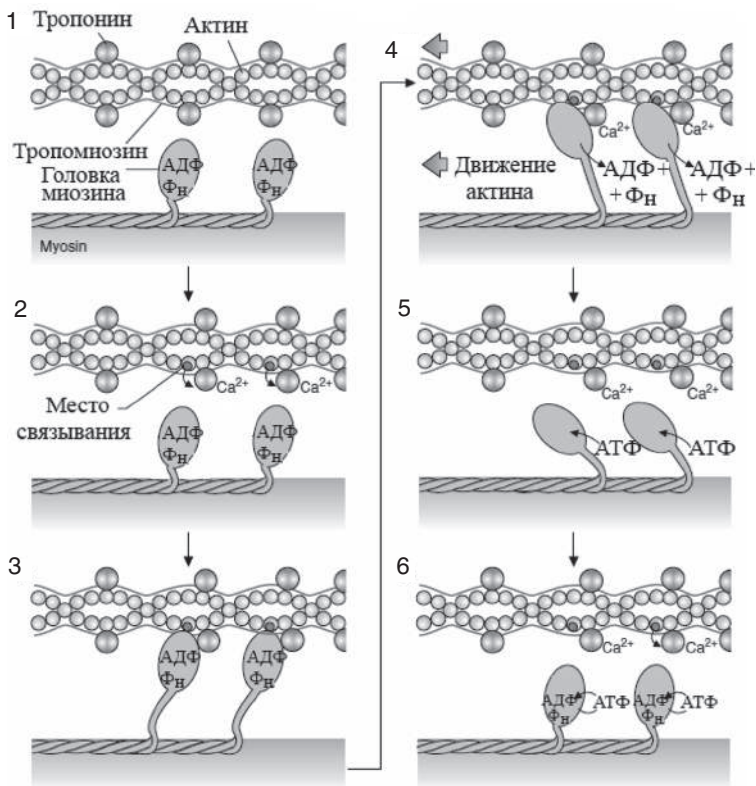 1
Тропонин
Актин
Тропомиозин
Головка
миозина
АДФ
Фн
АДФ
Фн
Myosin
2
Ca2+
Ca2+
Место
связывания
АДФ
Фн
АДФ
Фн
3
АДФ
Фн
АДФ
Фн
4
Ca2+
Ca2+
Движение
актина
АДФ+
+ Фн
АДФ+
+ Фн
5
Ca2+
Ca2+
АТФ
АТФ
6
Ca2+
Ca2+
АДФ
Фн
АТФ
АДФ
Фн
АТФ